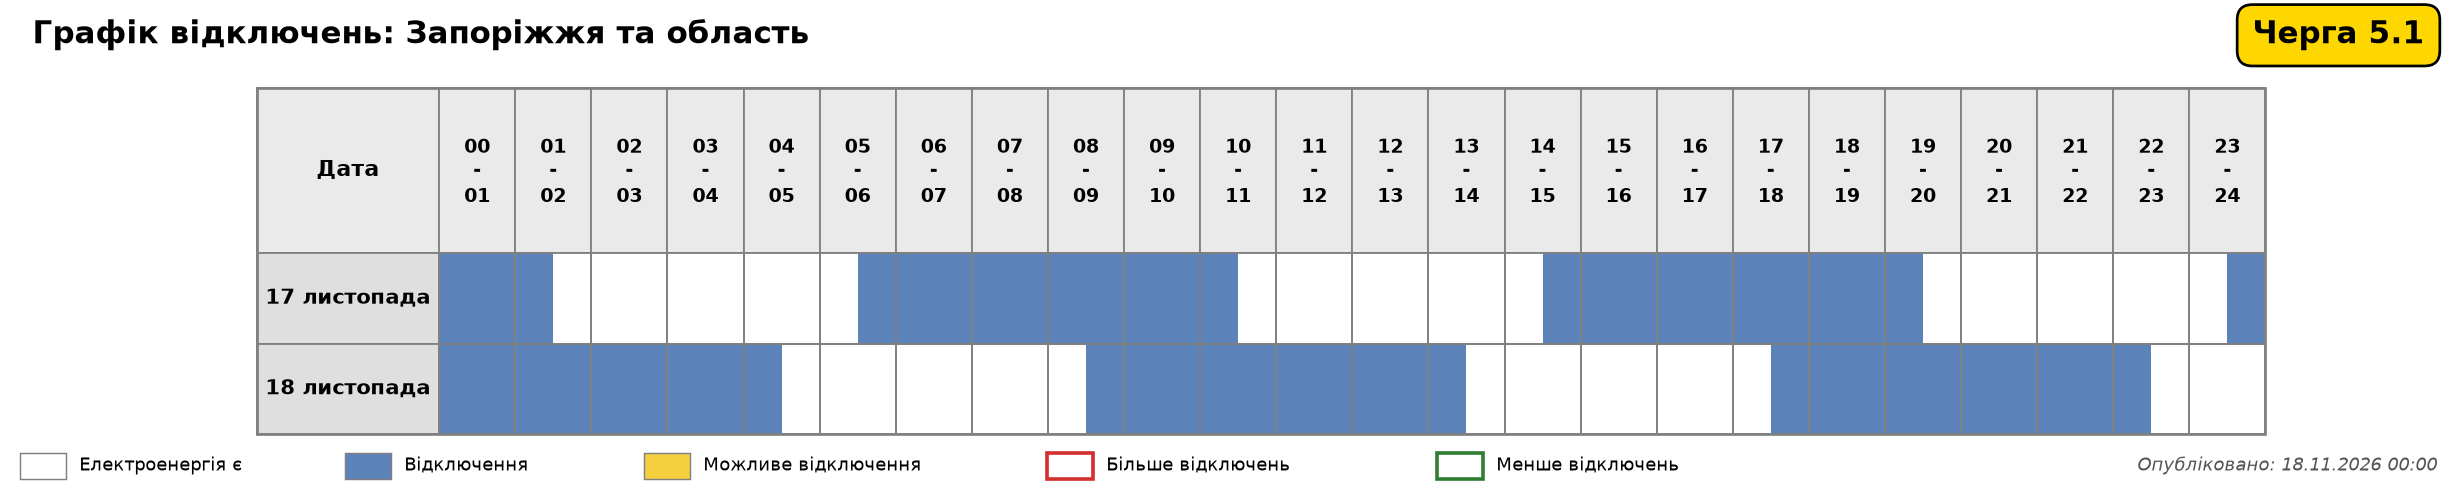 Графік відключень: Запоріжжя та область
Черга 5.1
Дата
00 - 01
01 - 02
02 - 03
03 - 04
04 - 05
05 - 06
06 - 07
07 - 08
08 - 09
09 - 10
10 - 11
11 - 12
12 - 13
13 - 14
14 - 15
15 - 16
16 - 17
17 - 18
18 - 19
19 - 20
20 - 21
21 - 22
22 - 23
23 - 24
17 листопада
18 листопада
Електроенергія є
Відключення
Можливе відключення
Більше відключень
Менше відключень
Опубліковано: 18.11.2026 00:00